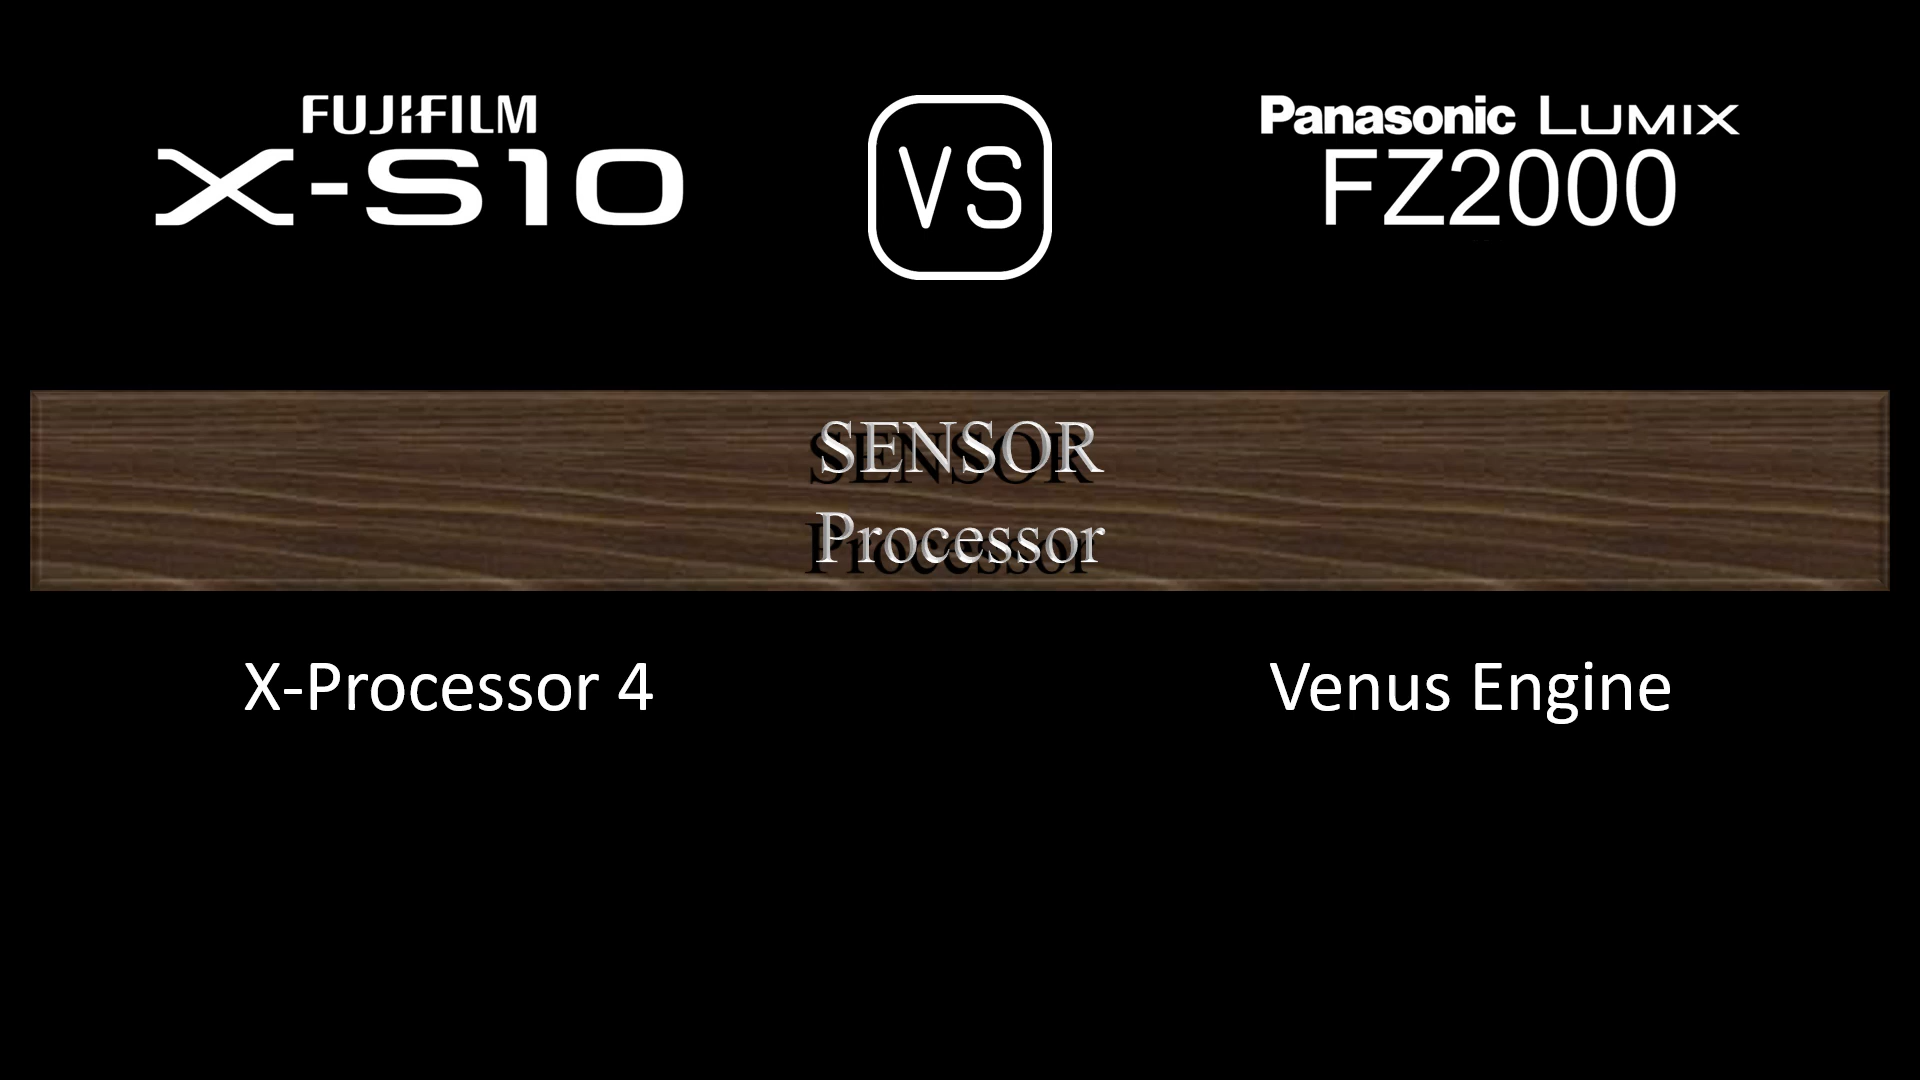 FUJIFILM
X-S10
VS
Panasonic LUMIX
FZ2000
SENSOR
Processor
X-Processor 4
Venus Engine